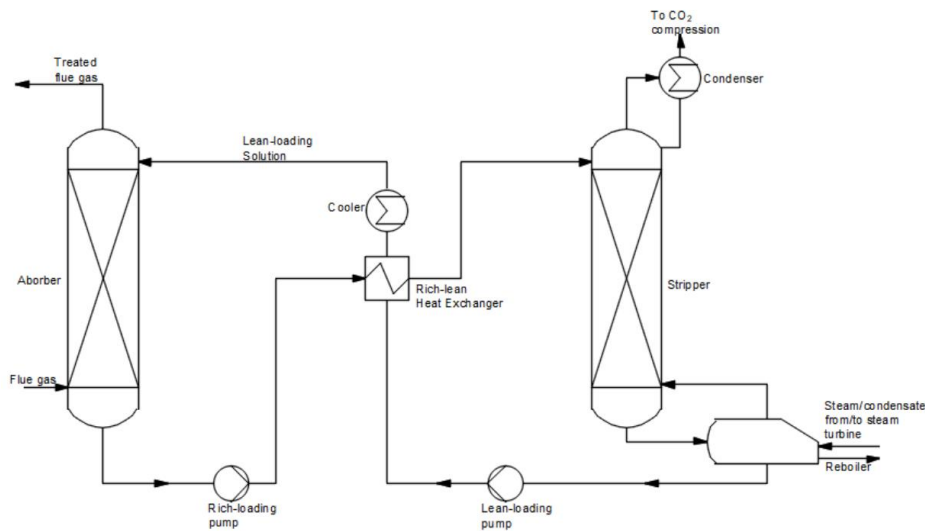 To CO₂
compression
Treated
flue gas
Condenser
Lean-loading
Solution
Cooler
Aborber
Rich-lean
Heat Exchanger
Stripper
Flue gas
Steam/condensate
from/to steam
turbine
Reboiler
Rich-loading
pump
Lean-loading
pump